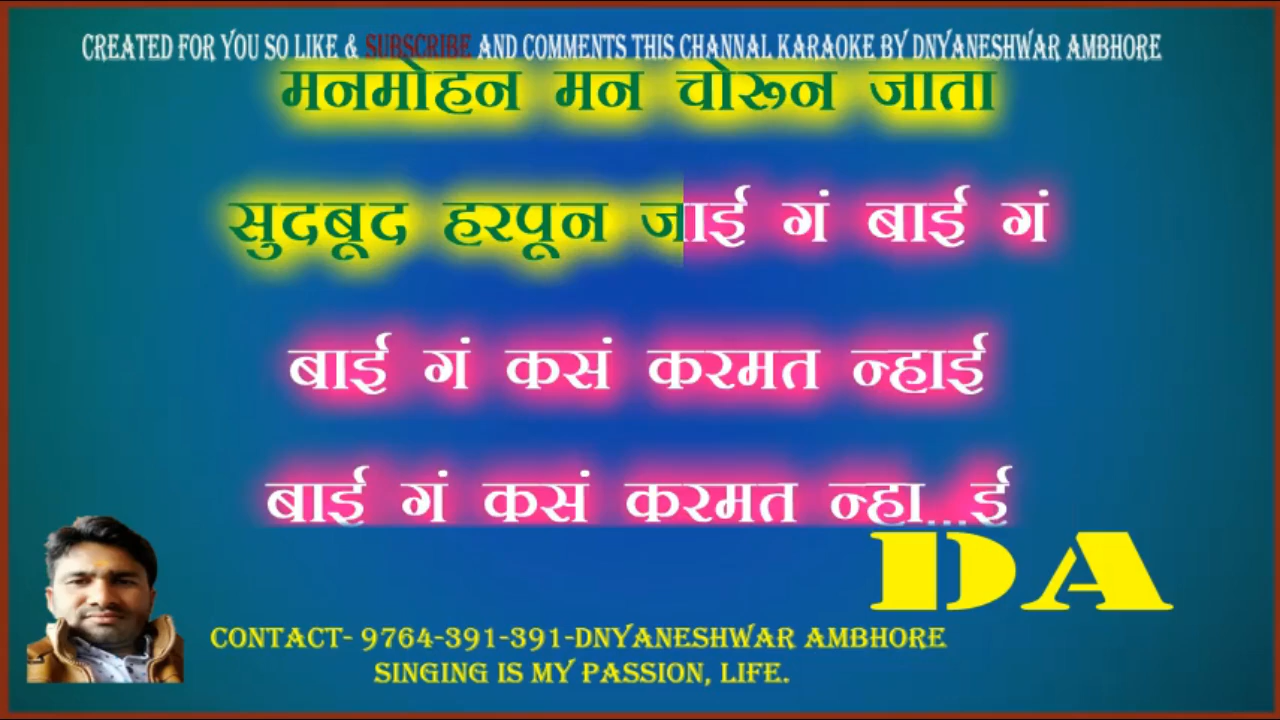 CREATED FOR YOU SO LIKE & SUBSCRIBE AND COMMENTS THIS CHANNAL KARAOKE BY DNYANESHWAR AMBHORE
मनमोहन मन चोरून जाता
सुदबूद हरपून जाई गं बाई गं
बाई गं कसं करमत न्हाई
बाई गं कसं करमत न्हा...ई
DA
CONTACT- 9764-391-391-DNYANESHWAR AMBHORE
SINGING IS MY PASSION, LIFE.